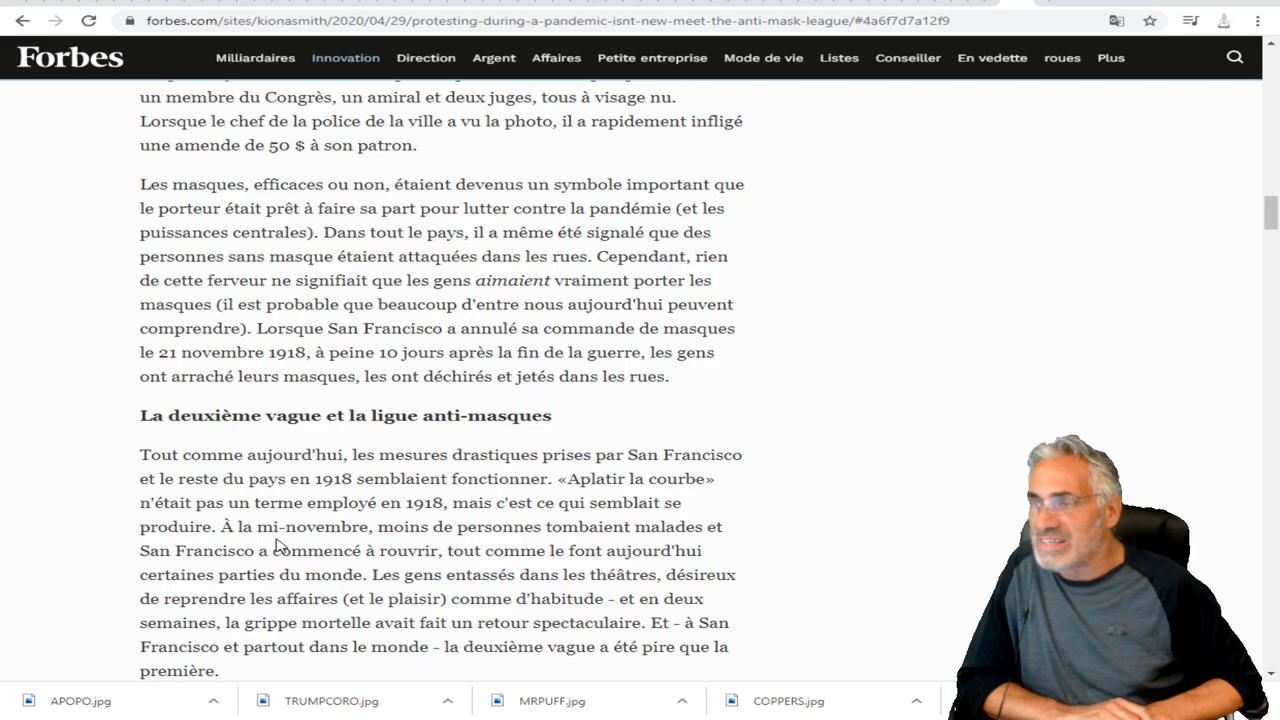 forbes.com/sites/kionasmith/2020/04/29/protesting-during-a-pandemic-isnt-new-meet-the-anti-mask-league/#4a6f7d7a12f9
Forbes Milliardaires Innovation Direction Argent Affaires Petite entreprise Mode de vie Listes Conseiller En vedette roues Plus
un membre du Congrès, un amiral et deux juges, tous à visage nu.
Lorsque le chef de la police de la ville a vu la photo, il a rapidement infligé
une amende de 50 $ à son patron.
Les masques, efficaces ou non, étaient devenus un symbole important que
le porteur était prêt à faire sa part pour lutter contre la pandémie (et les
puissances centrales). Dans tout le pays, il a même été signalé que des
personnes sans masque étaient attaquées dans les rues. Cependant, rien
de cette ferveur ne signifiait que les gens aimaient vraiment porter les
masques (il est probable que beaucoup d'entre nous aujourd'hui peuvent
comprendre). Lorsque San Francisco a annulé sa commande de masques
le 21 novembre 1918, à peine 10 jours après la fin de la guerre, les gens
ont arraché leurs masques, les ont déchirés et jetés dans les rues.
La deuxième vague et la ligue anti-masques
Tout comme aujourd'hui, les mesures drastiques prises par San Francisco
et le reste du pays en 1918 semblaient fonctionner. «Aplatir la courbe»
n'était pas un terme employé en 1918, mais c'est ce qui semblait se
produire. À la mi-novembre, moins de personnes tombaient malades et
San Francisco a commencé à rouvrir, tout comme le font aujourd'hui
certaines parties du monde. Les gens entassés dans les théâtres, désireux
de reprendre les affaires (et le plaisir) comme d'habitude - et en deux
semaines, la grippe mortelle avait fait un retour spectaculaire. Et - à San
Francisco et partout dans le monde - la deuxième vague a été pire que la
première.
APOPO.jpg TRUMPCORO.jpg MRPUFF.jpg COPPERS.jpg